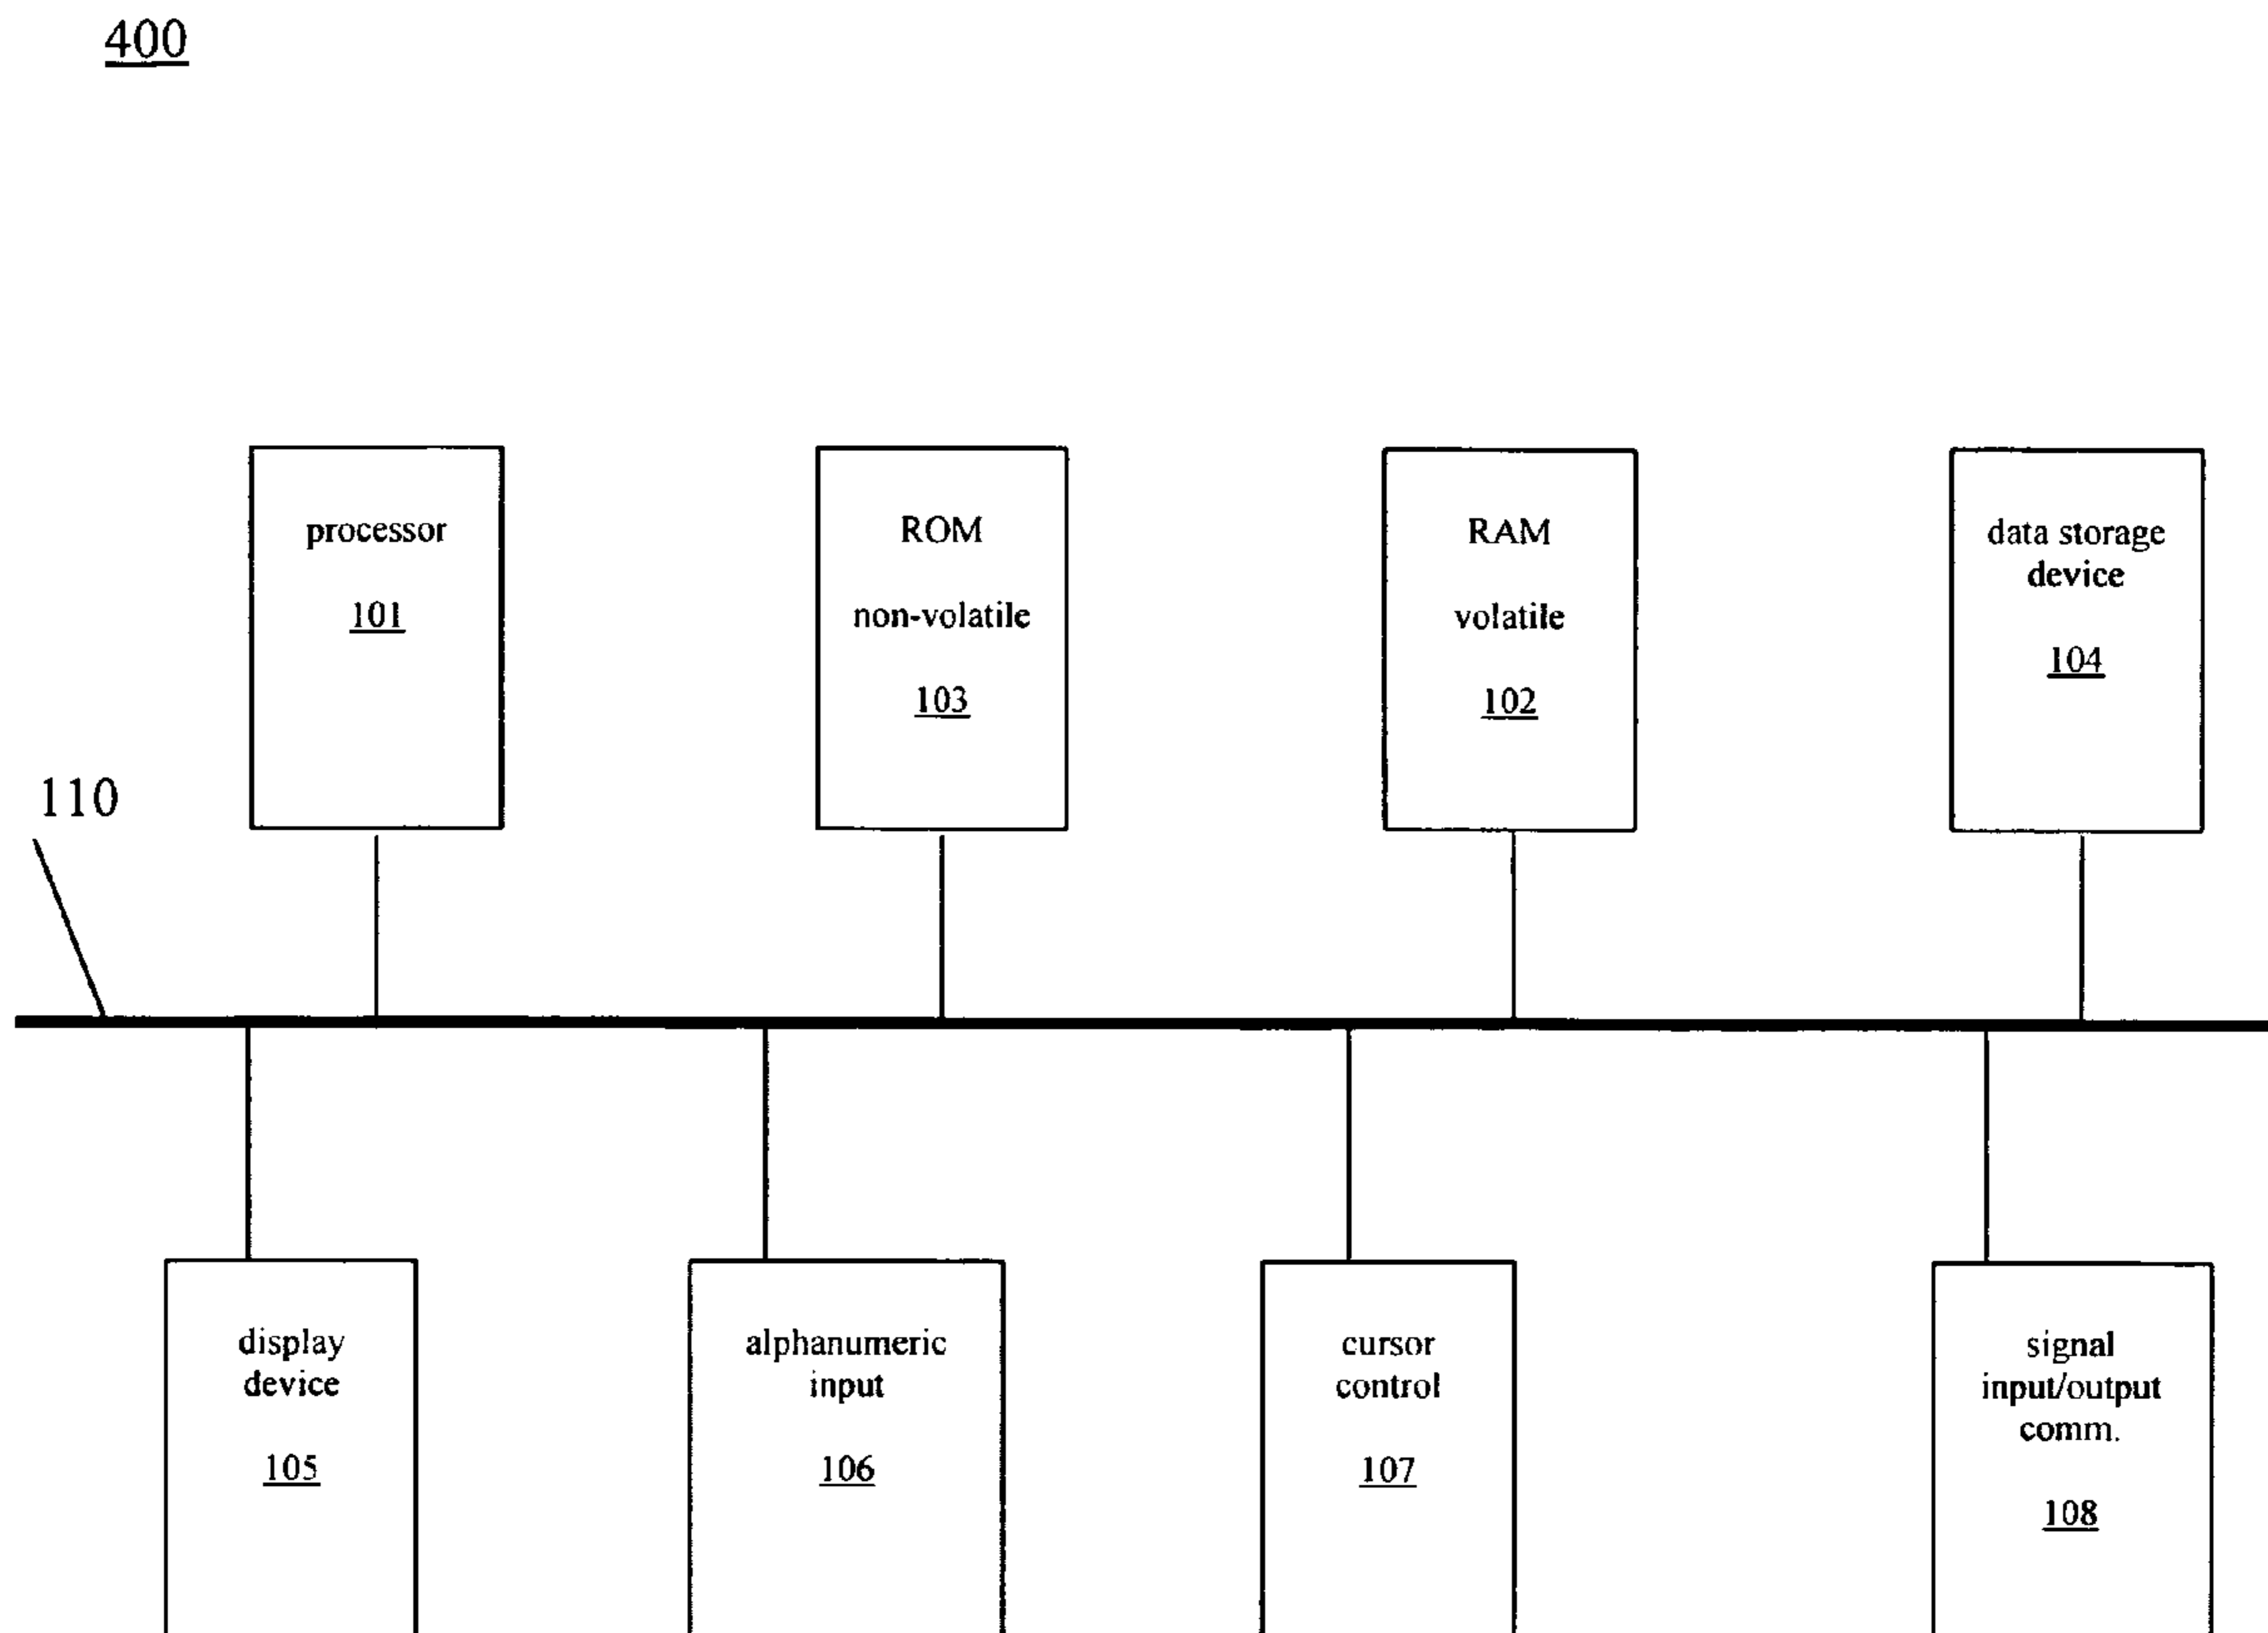 400
processor
101
ROM
non-volatile
103
RAM
volatile
102
data storage
device
104
110
display
device
105
alphanumeric
input
106
cursor
control
107
signal
input/output
comm.
108